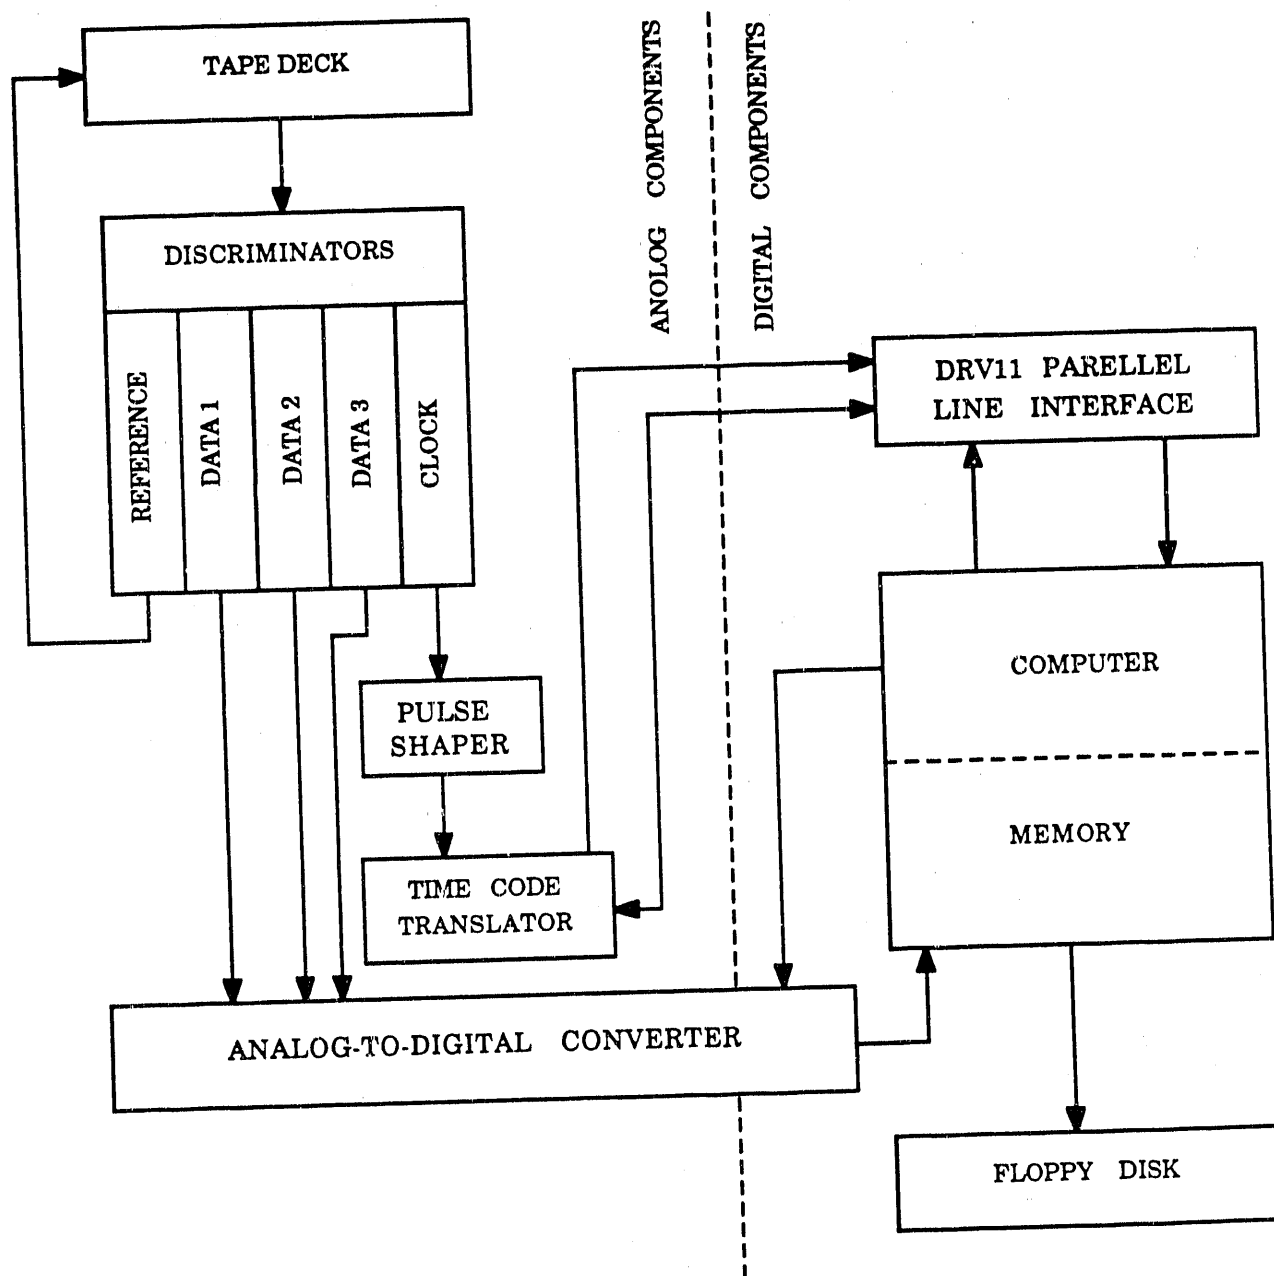 TAPE DECK
DISCRIMINATORS
REFERENCE
DATA 1
DATA 2
DATA 3
CLOCK
PULSE
SHAPER
TIME CODE
TRANSLATOR
ANALOG-TO-DIGITAL CONVERTER
ANOLOG COMPONENTS
DIGITAL COMPONENTS
DRV11 PARELLEL
LINE INTERFACE
COMPUTER
MEMORY
FLOPPY DISK